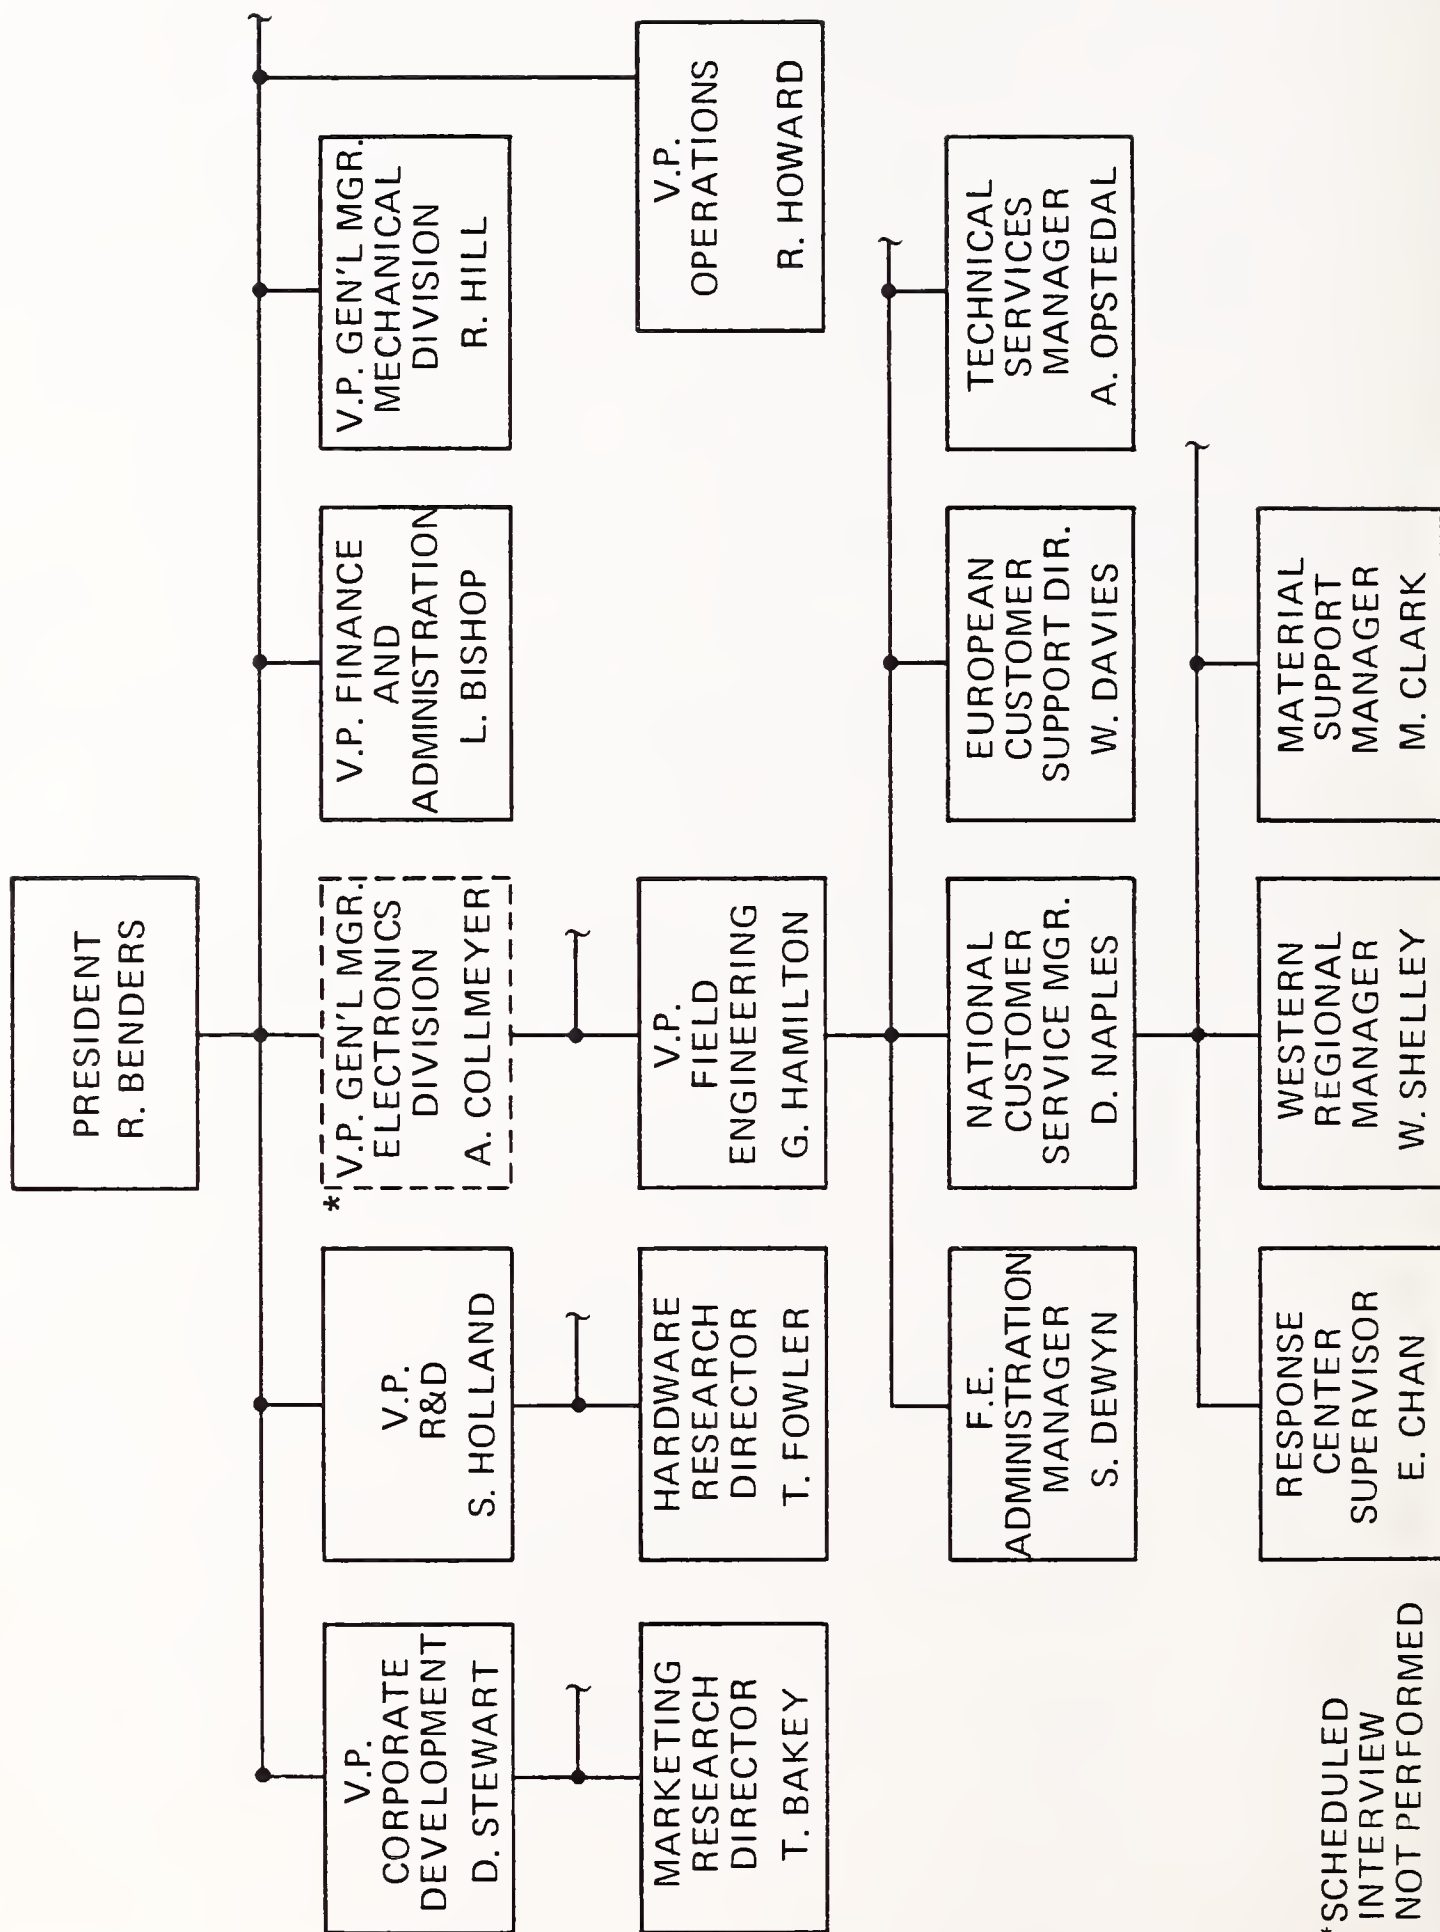 PRESIDENT
R. BENDERS
V.P.
CORPORATE
DEVELOPMENT
D. STEWART
V.P.
R&D
S. HOLLAND
*
V.P. GEN'L MGR.
ELECTRONICS
DIVISION
A. COLLMEYER
V.P. FINANCE
AND
ADMINISTRATION
L. BISHOP
V.P. GEN'L MGR.
MECHANICAL
DIVISION
R. HILL
MARKETING
RESEARCH
DIRECTOR
T. BAKEY
HARDWARE
RESEARCH
DIRECTOR
T. FOWLER
V.P.
FIELD
ENGINEERING
G. HAMILTON
V.P.
OPERATIONS
R. HOWARD
F.E.
ADMINISTRATION
MANAGER
S. DEWYN
NATIONAL
CUSTOMER
SERVICE MGR.
D. NAPLES
EUROPEAN
CUSTOMER
SUPPORT DIR.
W. DAVIES
TECHNICAL
SERVICES
MANAGER
A. OPSTEDAL
RESPONSE
CENTER
SUPERVISOR
E. CHAN
WESTERN
REGIONAL
MANAGER
W. SHELLEY
MATERIAL
SUPPORT
MANAGER
M. CLARK
*SCHEDULED
INTERVIEW
NOT PERFORMED